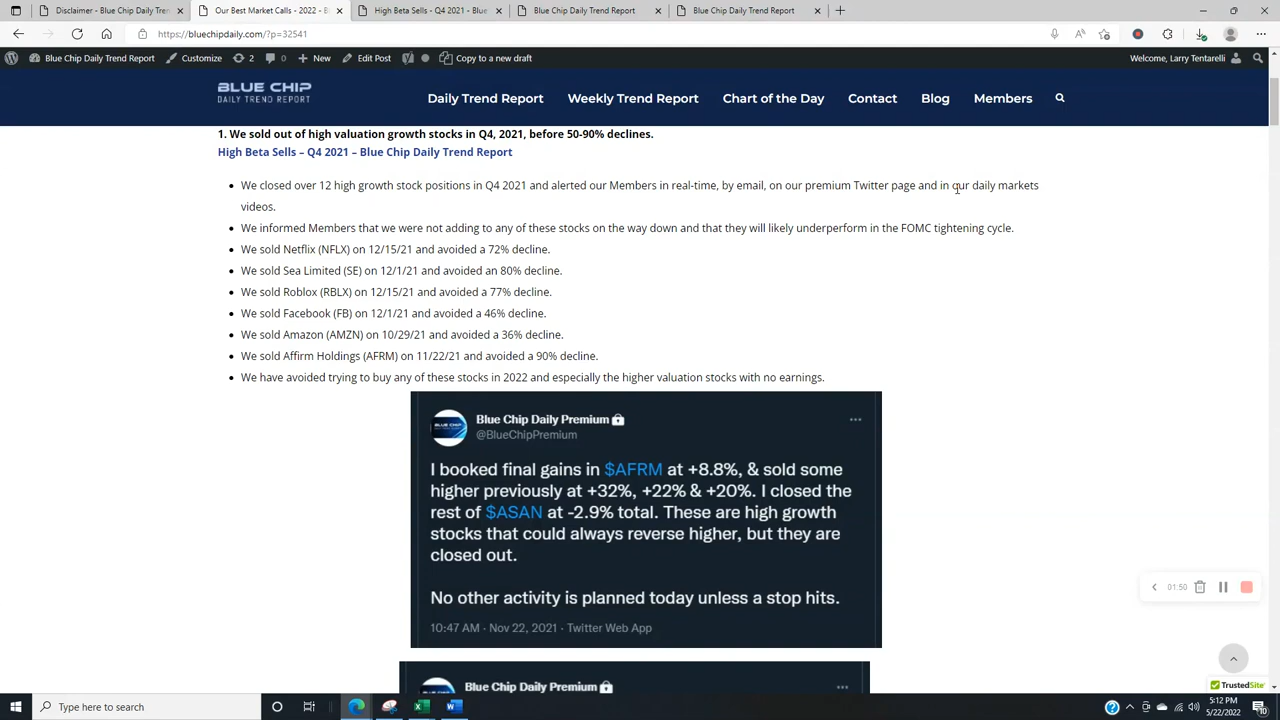 Disclaimer - Blue Chip Daily Tren
Our Best Market Calls - 2022 - B
High Beta Sells - Q4 2021 - Blue
Blue Chip Daily Trend Report
Blue Chip Daily Trend Report
https://bluechipdaily.com/?p=32541
Blue Chip Daily Trend Report
Customize
2
0
New
Edit Post
Copy to a new draft
Welcome, Larry Tentarelli
BLUE CHIP
DAILY TREND REPORT
Daily Trend Report
Weekly Trend Report
Chart of the Day
Contact
Blog
Members
1. We sold out of high valuation growth stocks in Q4, 2021, before 50-90% declines.
High Beta Sells – Q4 2021 – Blue Chip Daily Trend Report
We closed over 12 high growth stock positions in Q4 2021 and alerted our Members in real-time, by email, on our premium Twitter page and in our daily markets
videos.
We informed Members that we were not adding to any of these stocks on the way down and that they will likely underperform in the FOMC tightening cycle.
We sold Netflix (NFLX) on 12/15/21 and avoided a 72% decline.
We sold Sea Limited (SE) on 12/1/21 and avoided an 80% decline.
We sold Roblox (RBLX) on 12/15/21 and avoided a 77% decline.
We sold Facebook (FB) on 12/1/21 and avoided a 46% decline.
We sold Amazon (AMZN) on 10/29/21 and avoided a 36% decline.
We sold Affirm Holdings (AFRM) on 11/22/21 and avoided a 90% decline.
We have avoided trying to buy any of these stocks in 2022 and especially the higher valuation stocks with no earnings.
Blue Chip Daily Premium
@BlueChipPremium
I booked final gains in $AFRM at +8.8%, & sold some
higher previously at +32%, +22% & +20%. I closed the
rest of $ASAN at -2.9% total. These are high growth
stocks that could always reverse higher, but they are
closed out.
No other activity is planned today unless a stop hits.
10:47 AM · Nov 22, 2021 · Twitter Web App
Blue Chip Daily Premium
01:50
TrustedSite
Type here to search
5:12 PM
5/22/2022
10